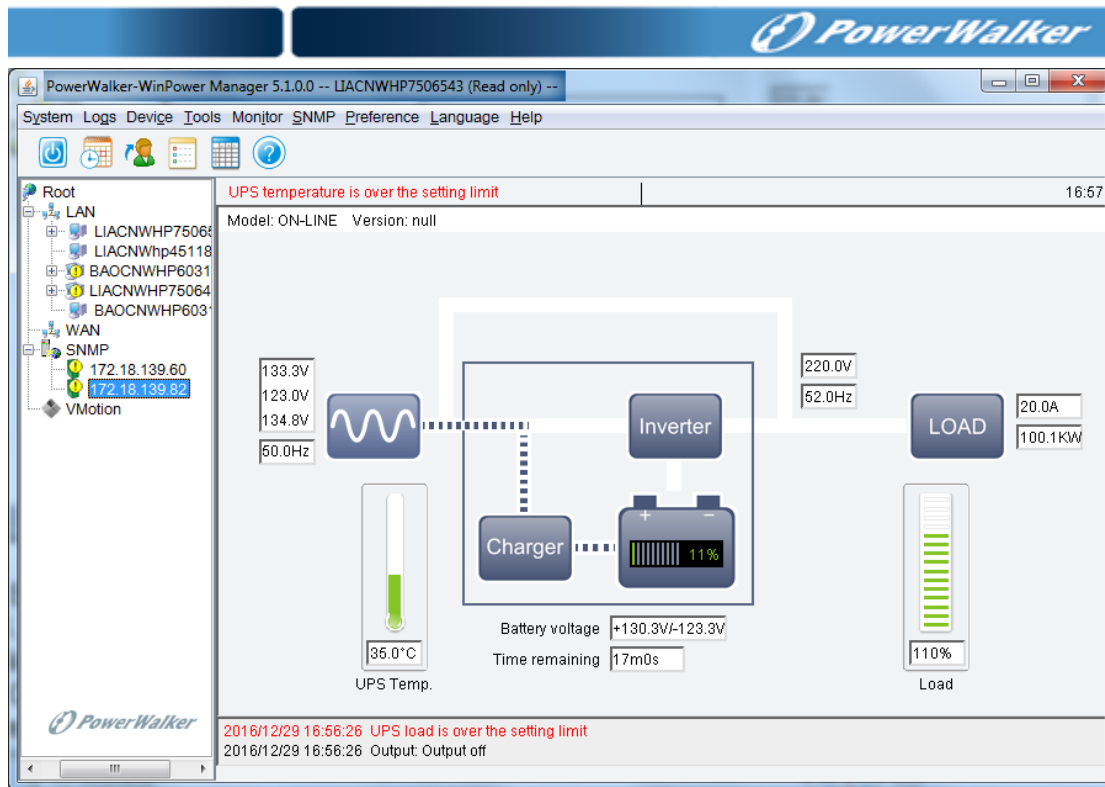 PowerWalker
PowerWalker-WinPower Manager 5.1.0.0 -- LIACNWHP7506543 (Read only) --
System Logs Device Tools Monitor SNMP Preference Language Help
Root
LAN
LIACNWHP7506
LIACNWhp45118
BAOCNWHP6031
LIACNWHP75064
BAOCNWHP603
WAN
SNMP
172.18.139.60
172.18.139.82
VMotion
PowerWalker
UPS temperature is over the setting limit
16:57
Model: ON-LINE Version: null
133.3V
123.0V
134.8V
50.0Hz
220.0V
52.0Hz
Inverter
LOAD
20.0A
100.1KW
Charger
+ −
11%
Battery voltage +130.3V/-123.3V
Time remaining 17m0s
35.0°C
UPS Temp.
110%
Load
2016/12/29 16:56:26 UPS load is over the setting limit
2016/12/29 16:56:26 Output: Output off